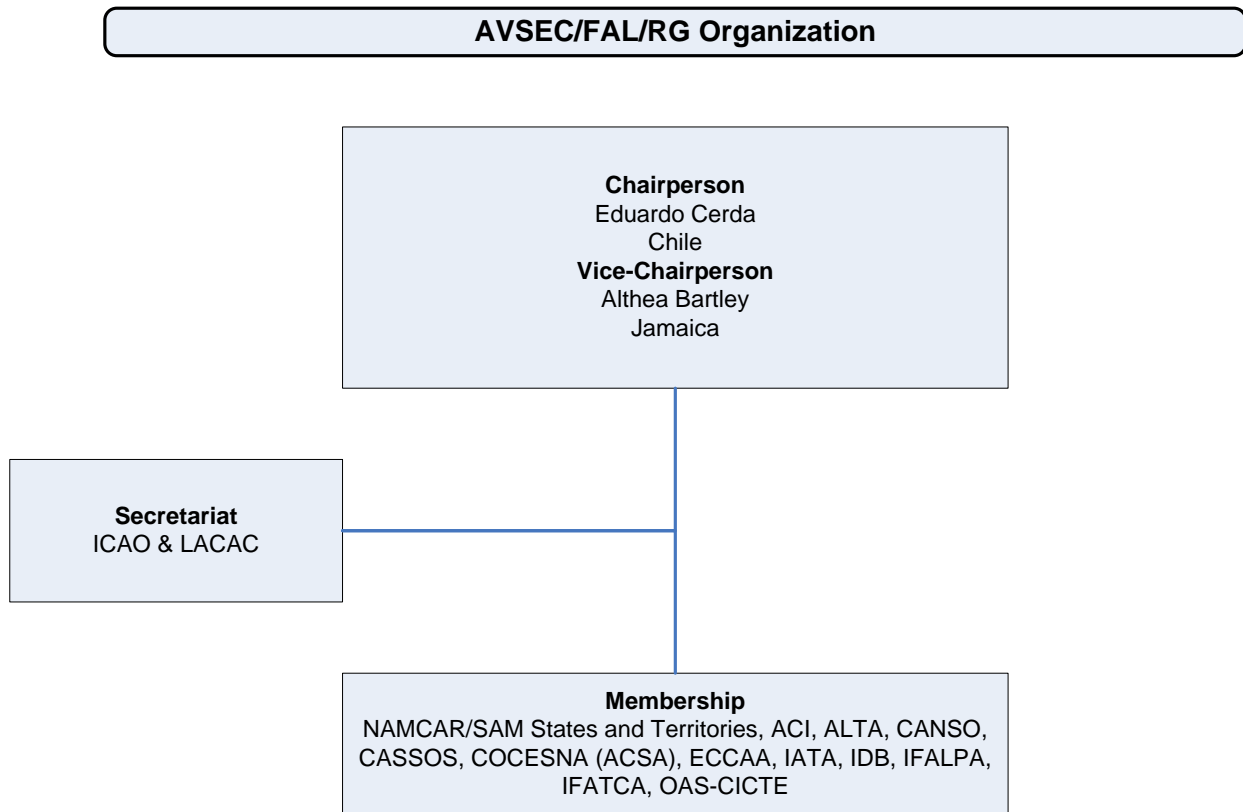 AVSEC/FAL/RG Organization
Chairperson
Eduardo Cerda
Chile
Vice-Chairperson
Althea Bartley
Jamaica
Secretariat
ICAO & LACAC
Membership
NAMCAR/SAM States and Territories, ACI, ALTA, CANSO,
CASSOS, COCESNA (ACSA), ECCAA, IATA, IDB, IFALPA,
IFATCA, OAS-CICTE